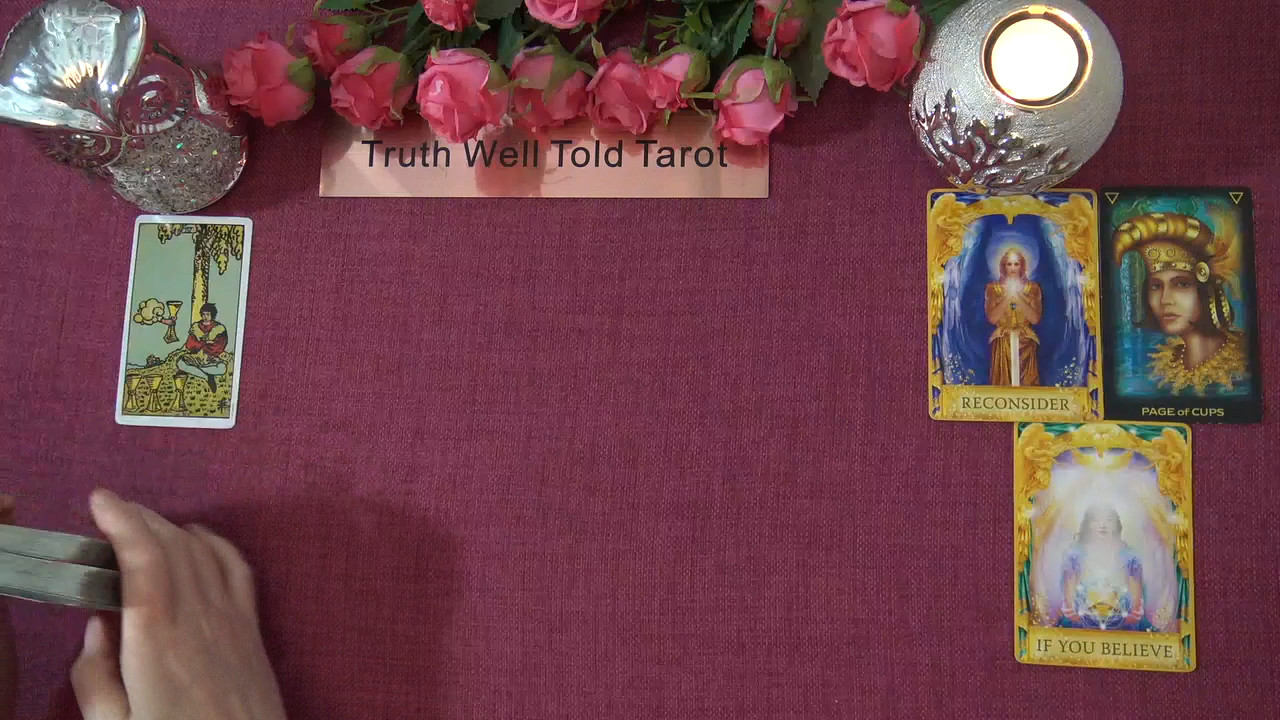 Truth Well Told Tarot
RECONSIDER
PAGE of CUPS
IF YOU BELIEVE